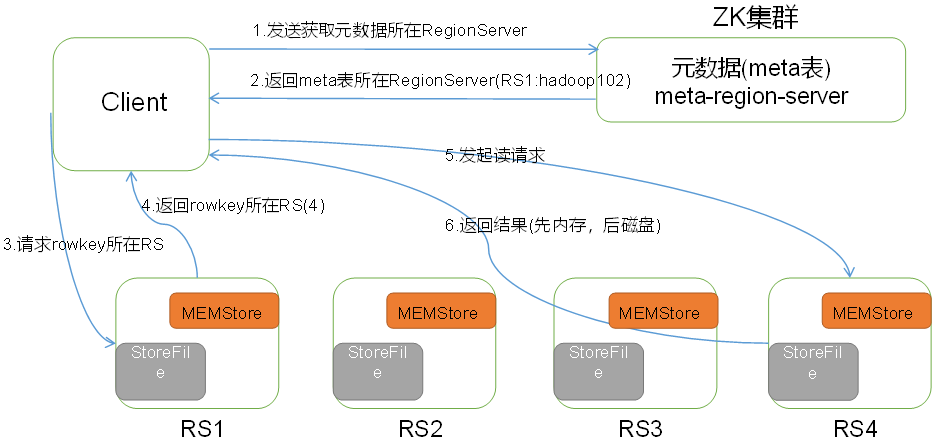 ZK集群
1.发送获取元数据所在RegionServer
元数据(meta表)
meta-region-server
2.返回meta表所在RegionServer(RS1:hadoop102)
Client
5.发起读请求
4.返回rowkey所在RS(4)
6.返回结果(先内存，后磁盘)
3.请求rowkey所在RS
MEMStore
StoreFil
e
RS1
MEMStore
StoreFil
e
RS2
MEMStore
StoreFil
e
RS3
MEMStore
StoreFil
e
RS4